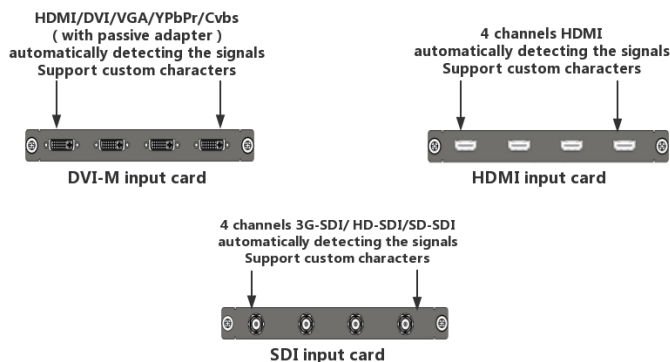 HDMI/DVI/VGA/YPbPr/Cvbs
( with passive adapter )
automatically detecting the signals
Support custom characters
DVI-M input card
4 channels HDMI
automatically detecting the signals
Support custom characters
HDMI input card
4 channels 3G-SDI/ HD-SDI/SD-SDI
automatically detecting the signals
Support custom characters
SDI input card